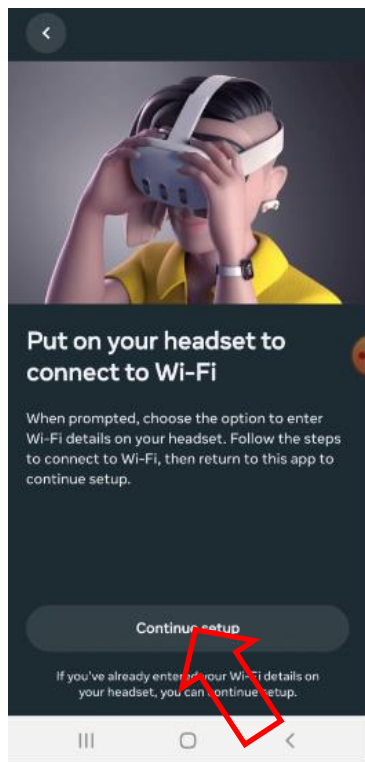 Put on your headset to
connect to Wi-Fi
When prompted, choose the option to enter
Wi-Fi details on your headset. Follow the steps
to connect to Wi-Fi, then return to this app to
continue setup.
Continue setup
If you've already entered your Wi-Fi details on
your headset, you can continue setup.